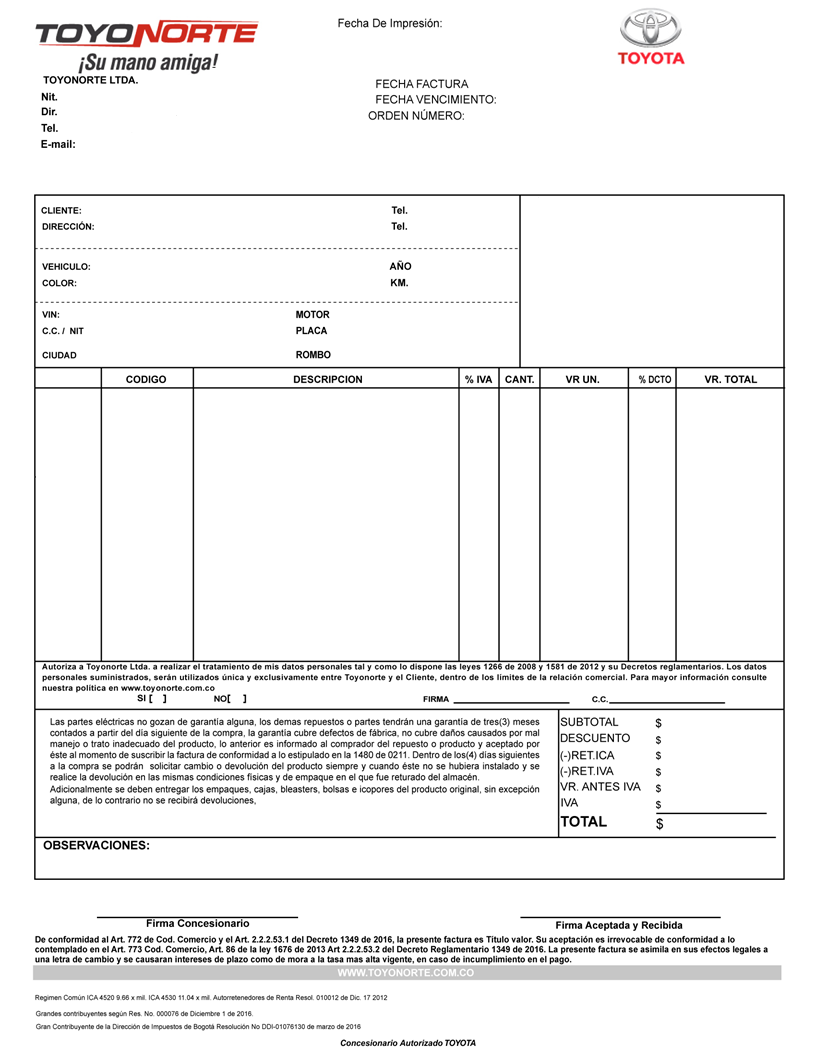 TOYONORTE
¡Su mano amiga!
Fecha De Impresión:
TOYOTA
TOYONORTE LTDA.
Nit.
Dir.
Tel.
E-mail:
FECHA FACTURA
FECHA VENCIMIENTO:
ORDEN NÚMERO:
CLIENTE: Tel.
DIRECCIÓN: Tel.
VEHICULO: AÑO
COLOR: KM.
VIN: MOTOR
C.C. / NIT PLACA
CIUDAD ROMBO
CODIGO DESCRIPCION % IVA CANT. VR UN. % DCTO VR. TOTAL
Autoriza a Toyonorte Ltda. a realizar el tratamiento de mis datos personales tal y como lo dispone las leyes 1266 de 2008 y 1581 de 2012 y su Decretos reglamentarios. Los datos
personales suministrados, serán utilizados única y exclusivamente entre Toyonorte y el Cliente, dentro de los límites de la relación comercial. Para mayor información consulte
nuestra política en www.toyonorte.com.co
SI [ ] NO[ ] FIRMA C.C.
Las partes eléctricas no gozan de garantía alguna, los demas repuestos o partes tendrán una garantía de tres(3) meses
contados a partir del día siguiente de la compra, la garantía cubre defectos de fábrica, no cubre daños causados por mal
manejo o trato inadecuado del producto, lo anterior es informado al comprador del repuesto o producto y aceptado por
éste al momento de suscribir la factura de conformidad a lo estipulado en la 1480 de 0211. Dentro de los(4) días siguientes
a la compra se podrán solicitar cambio o devolución del producto siempre y cuando éste no se hubiera instalado y se
realice la devolución en las mismas condiciones físicas y de empaque en el que fue returado del almacén.
Adicionalmente se deben entregar los empaques, cajas, bleasters, bolsas e icopores del producto original, sin excepción
alguna, de lo contrario no se recibirá devoluciones,
SUBTOTAL $
DESCUENTO $
(-)RET.ICA $
(-)RET.IVA $
VR. ANTES IVA $
IVA $
TOTAL $
OBSERVACIONES:
Firma Concesionario
Firma Aceptada y Recibida
De conformidad al Art. 772 de Cod. Comercio y el Art. 2.2.2.53.1 del Decreto 1349 de 2016, la presente factura es Titulo valor. Su aceptación es irrevocable de conformidad a lo
contemplado en el Art. 773 Cod. Comercio, Art. 86 de la ley 1676 de 2013 Art 2.2.2.53.2 del Decreto Reglamentario 1349 de 2016. La presente factura se asimila en sus efectos legales a
una letra de cambio y se causaran intereses de plazo como de mora a la tasa mas alta vigente, en caso de incumplimiento en el pago.
WWW.TOYONORTE.COM.CO
Regimen Común ICA 4520 9.66 x mil. ICA 4530 11.04 x mil. Autorretenedores de Renta Resol. 010012 de Dic. 17 2012
Grandes contribuyentes según Res. No. 000076 de Diciembre 1 de 2016.
Gran Contribuyente de la Dirección de Impuestos de Bogotá Resolución No DDI-01076130 de marzo de 2016
Concesionario Autorizado TOYOTA